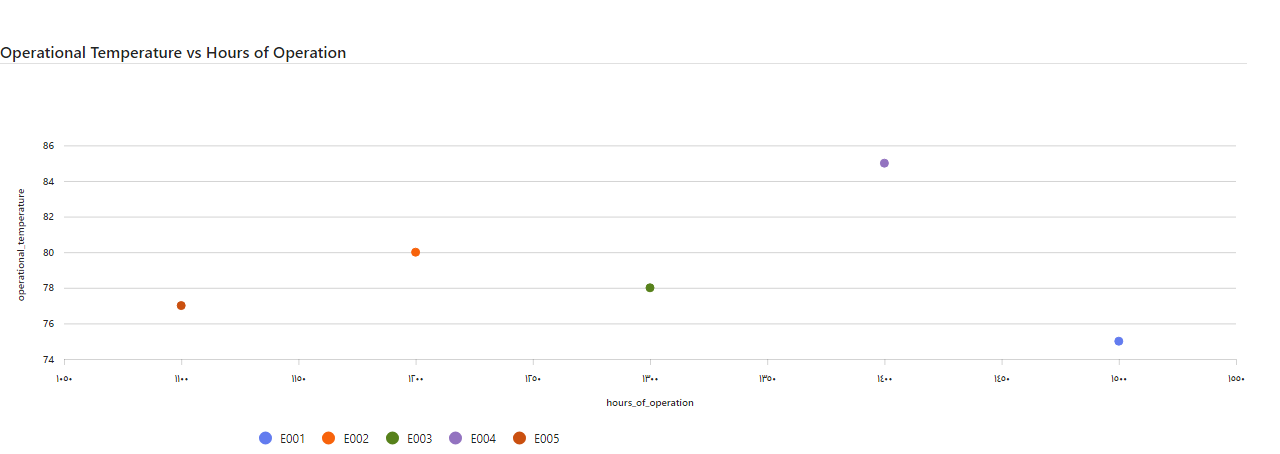 Operational Temperature vs Hours of Operation
86
84
82
80
78
76
74
operational_temperature
١٠٥٠ ١١٠٠ ١١٥٠ ١٢٠٠ ١٢٥٠ ١٣٠٠ ١٣٥٠ ١٤٠٠ ١٤٥٠ ١٥٠٠ ١٥٥٠
hours_of_operation
E001 E002 E003 E004 E005